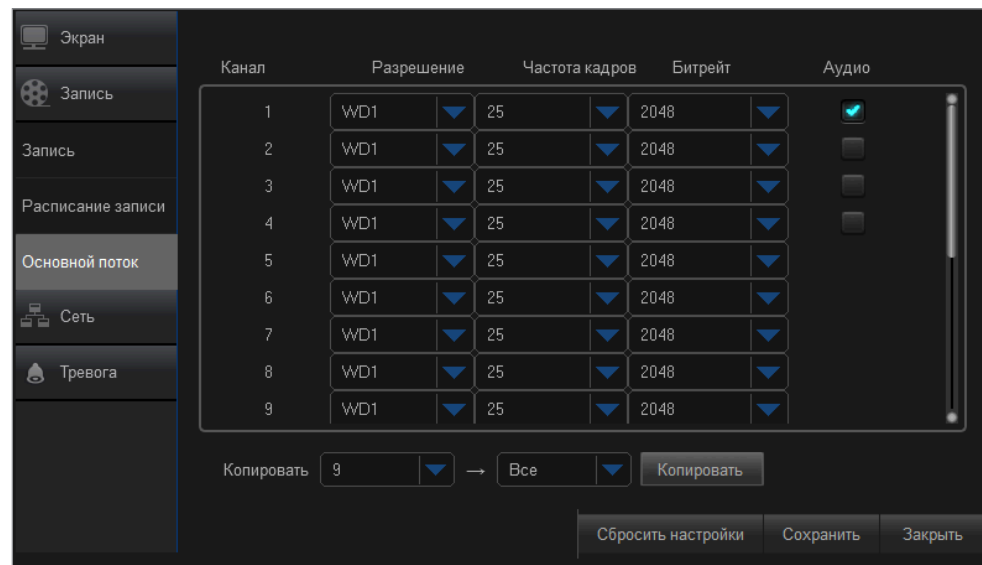 Экран
Запись
Запись
Расписание записи
Основной поток
Сеть
Тревога
Канал Разрешение Частота кадров Битрейт Аудио
1 WD1 25 2048
2 WD1 25 2048
3 WD1 25 2048
4 WD1 25 2048
5 WD1 25 2048
6 WD1 25 2048
7 WD1 25 2048
8 WD1 25 2048
9 WD1 25 2048
Копировать 9 → Все Копировать
Сбросить настройки Сохранить Закрыть